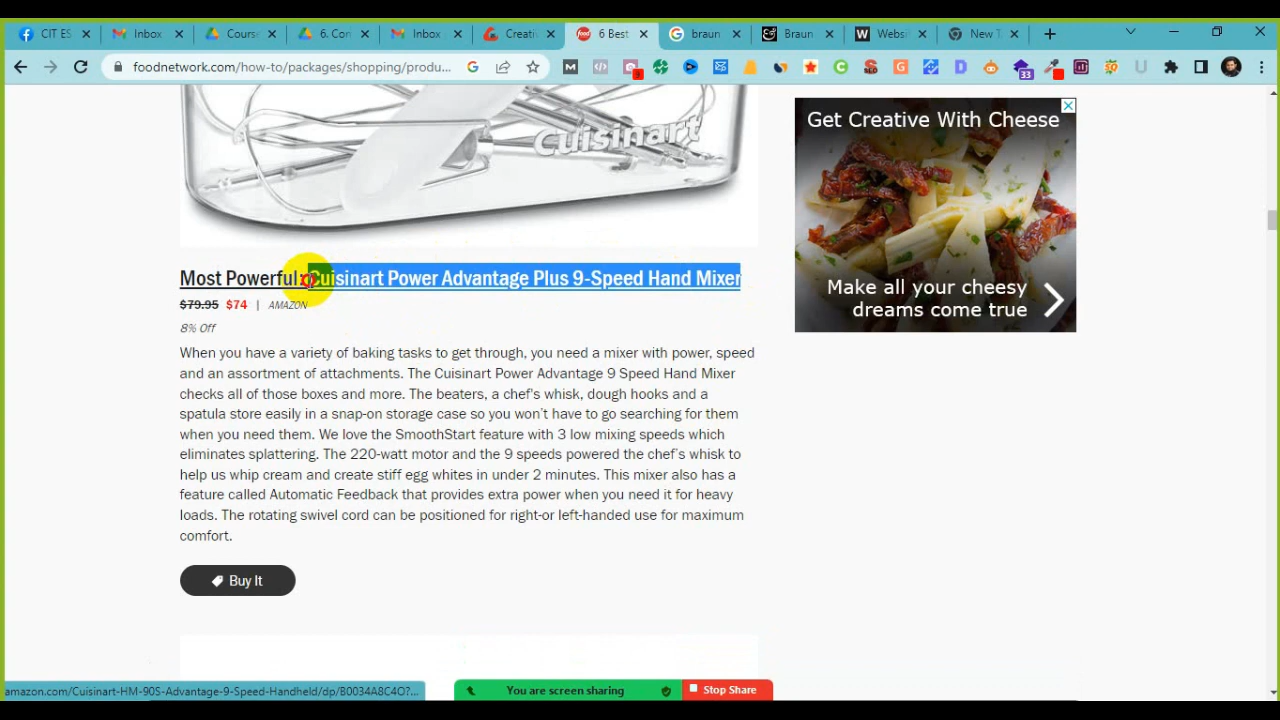 CIT ES
Inbox
Cours
6. Con
Inbox
Creati
6 Best
braun
Braun
Websi
New T
foodnetwork.com/how-to/packages/shopping/produ...
33
Cuisinart
Get Creative With Cheese
Make all your cheesy
dreams come true
Most Powerful: Cuisinart Power Advantage Plus 9-Speed Hand Mixer
$79.95 $74 | AMAZON
8% Off
When you have a variety of baking tasks to get through, you need a mixer with power, speed
and an assortment of attachments. The Cuisinart Power Advantage 9 Speed Hand Mixer
checks all of those boxes and more. The beaters, a chef's whisk, dough hooks and a
spatula store easily in a snap-on storage case so you won't have to go searching for them
when you need them. We love the SmoothStart feature with 3 low mixing speeds which
eliminates splattering. The 220-watt motor and the 9 speeds powered the chef's whisk to
help us whip cream and create stiff egg whites in under 2 minutes. This mixer also has a
feature called Automatic Feedback that provides extra power when you need it for heavy
loads. The rotating swivel cord can be positioned for right-or left-handed use for maximum
comfort.
Buy It
amazon.com/Cuisinart-HM-90S-Advantage-9-Speed-Handheld/dp/B0034A8C4O?...
You are screen sharing
Stop Share